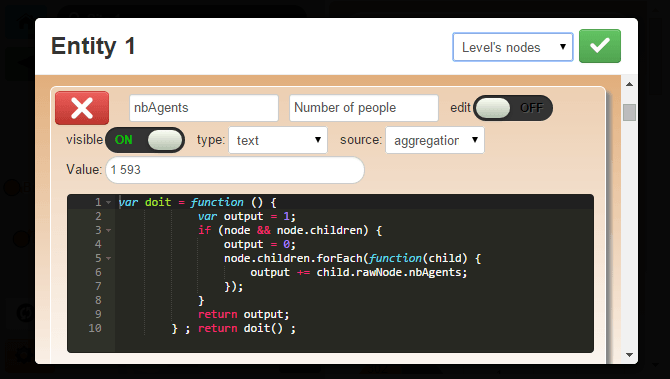 Entity 1 Level's nodes
nbAgents Number of people edit OFF
visible ON type: text source: aggregation
Value: 1 593
1 var doit = function () {
2 var output = 1;
3 if (node && node.children) {
4 output = 0;
5 node.children.forEach(function(child) {
6 output += child.rawNode.nbAgents;
7 });
8 }
9 return output;
10 } ; return doit() ;